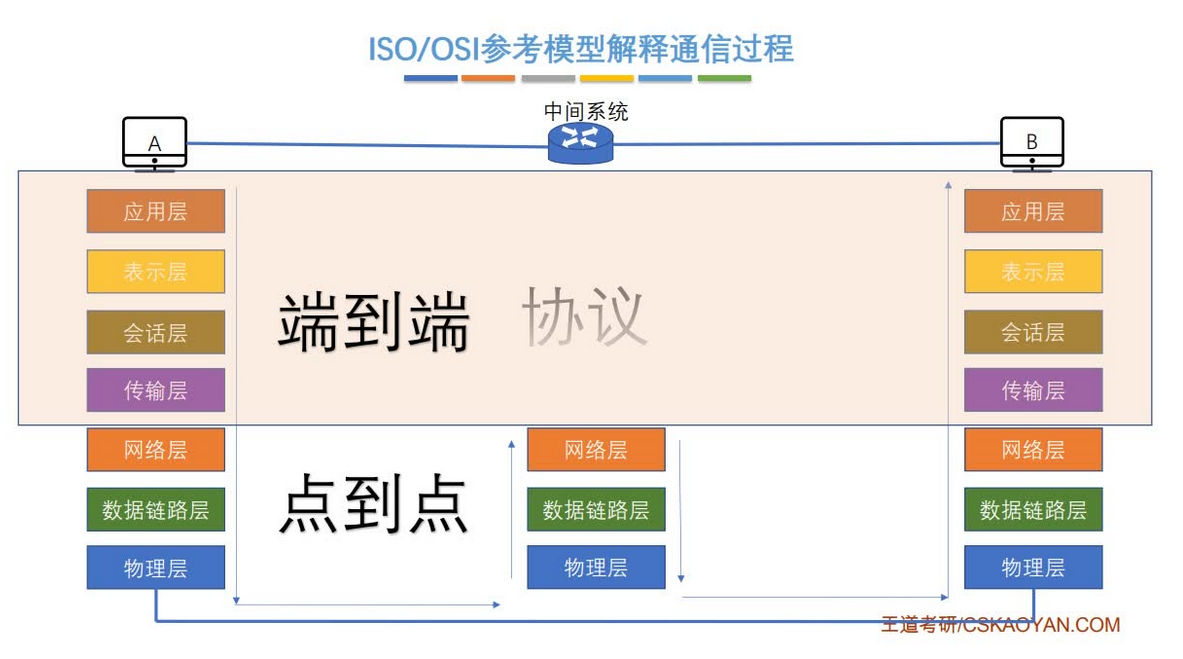 ISO/OSI参考模型解释通信过程
中间系统
A
B
应用层
应用层
表示层
表示层
会话层
端到端 协议
会话层
传输层
传输层
网络层
网络层
网络层
数据链路层
点到点
数据链路层
数据链路层
物理层
物理层
物理层
王道考研/CSKAOYAN.COM